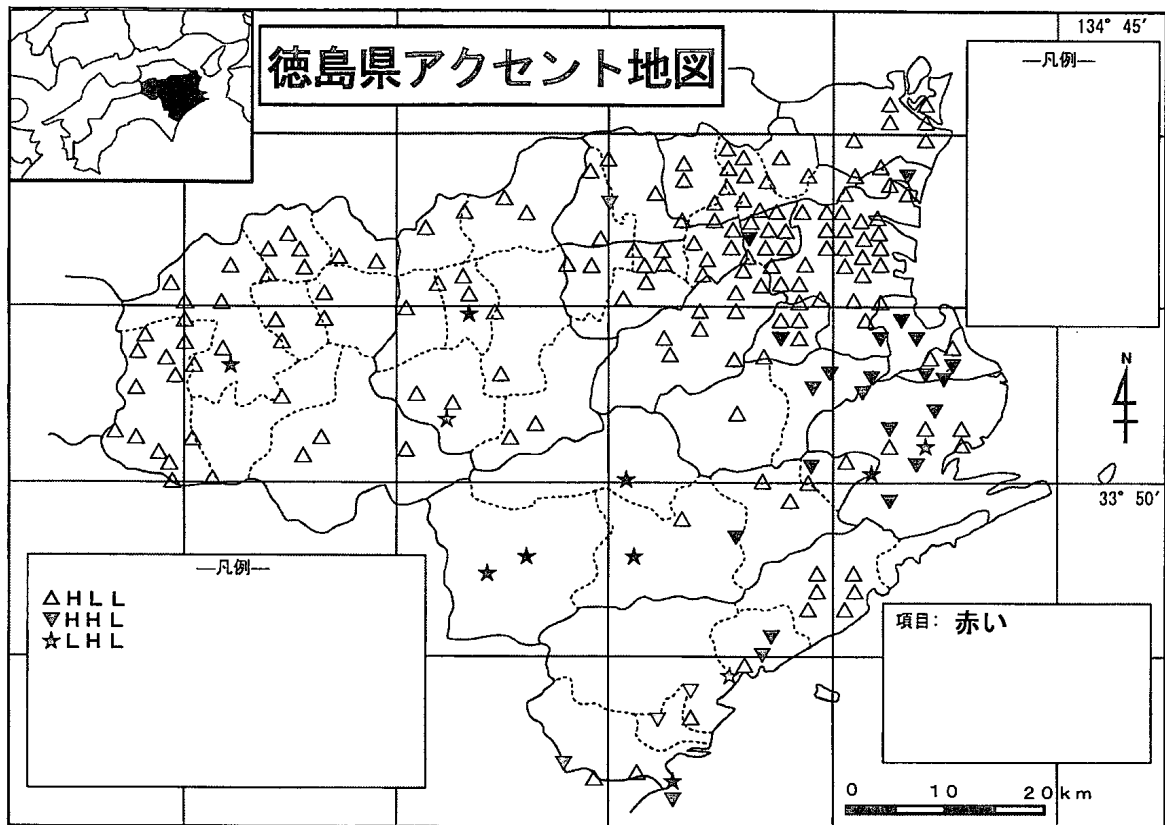 徳島県アクセント地図
134° 45′
―凡例―
N
33° 50′
―凡例―
△ＨＬＬ
▼ＨＨＬ
★ＬＨＬ
項目： 赤い
0 10 20km